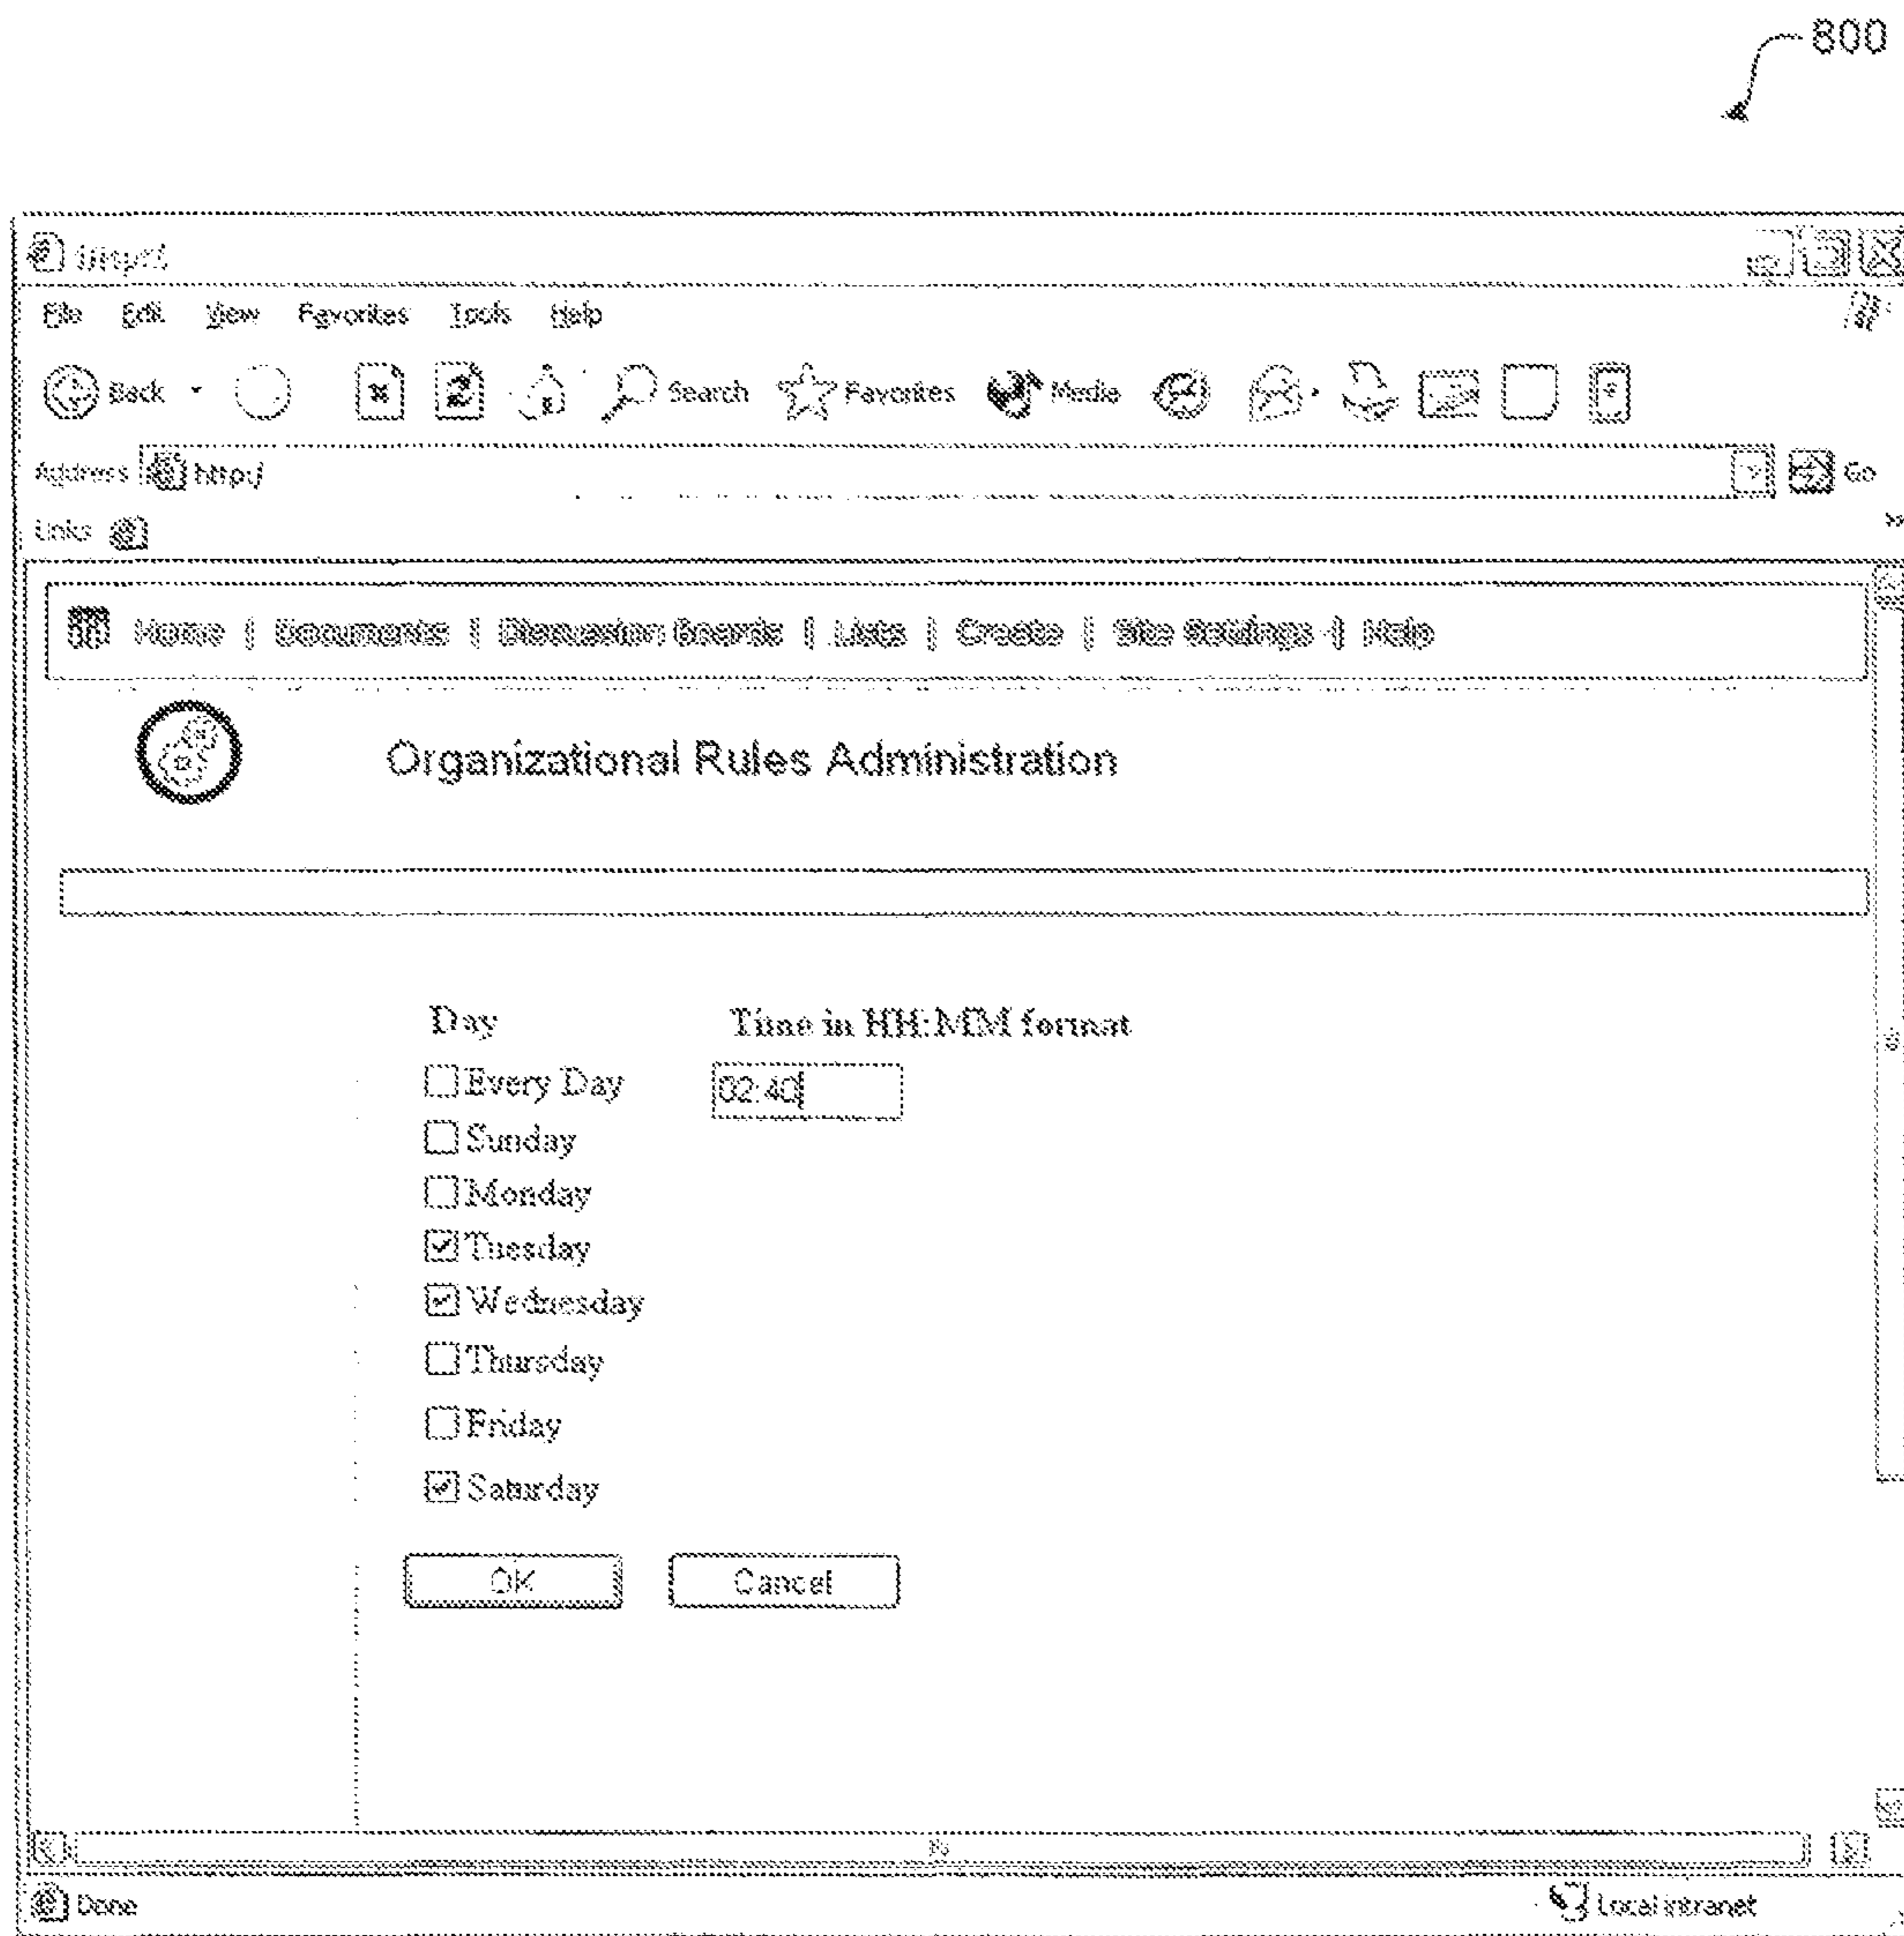 800
File Edit View Favorites Tools Help
Back Search Favorites Media
Address http:/ Go
Links »
Home | Documents | Discussion Boards | Lists | Create | Site Settings | Help
Organizational Rules Administration
Day Time in HH:MM format
Every Day 02:40
Sunday
Monday
Tuesday
Wednesday
Thursday
Friday
Saturday
OK Cancel
Done Local intranet